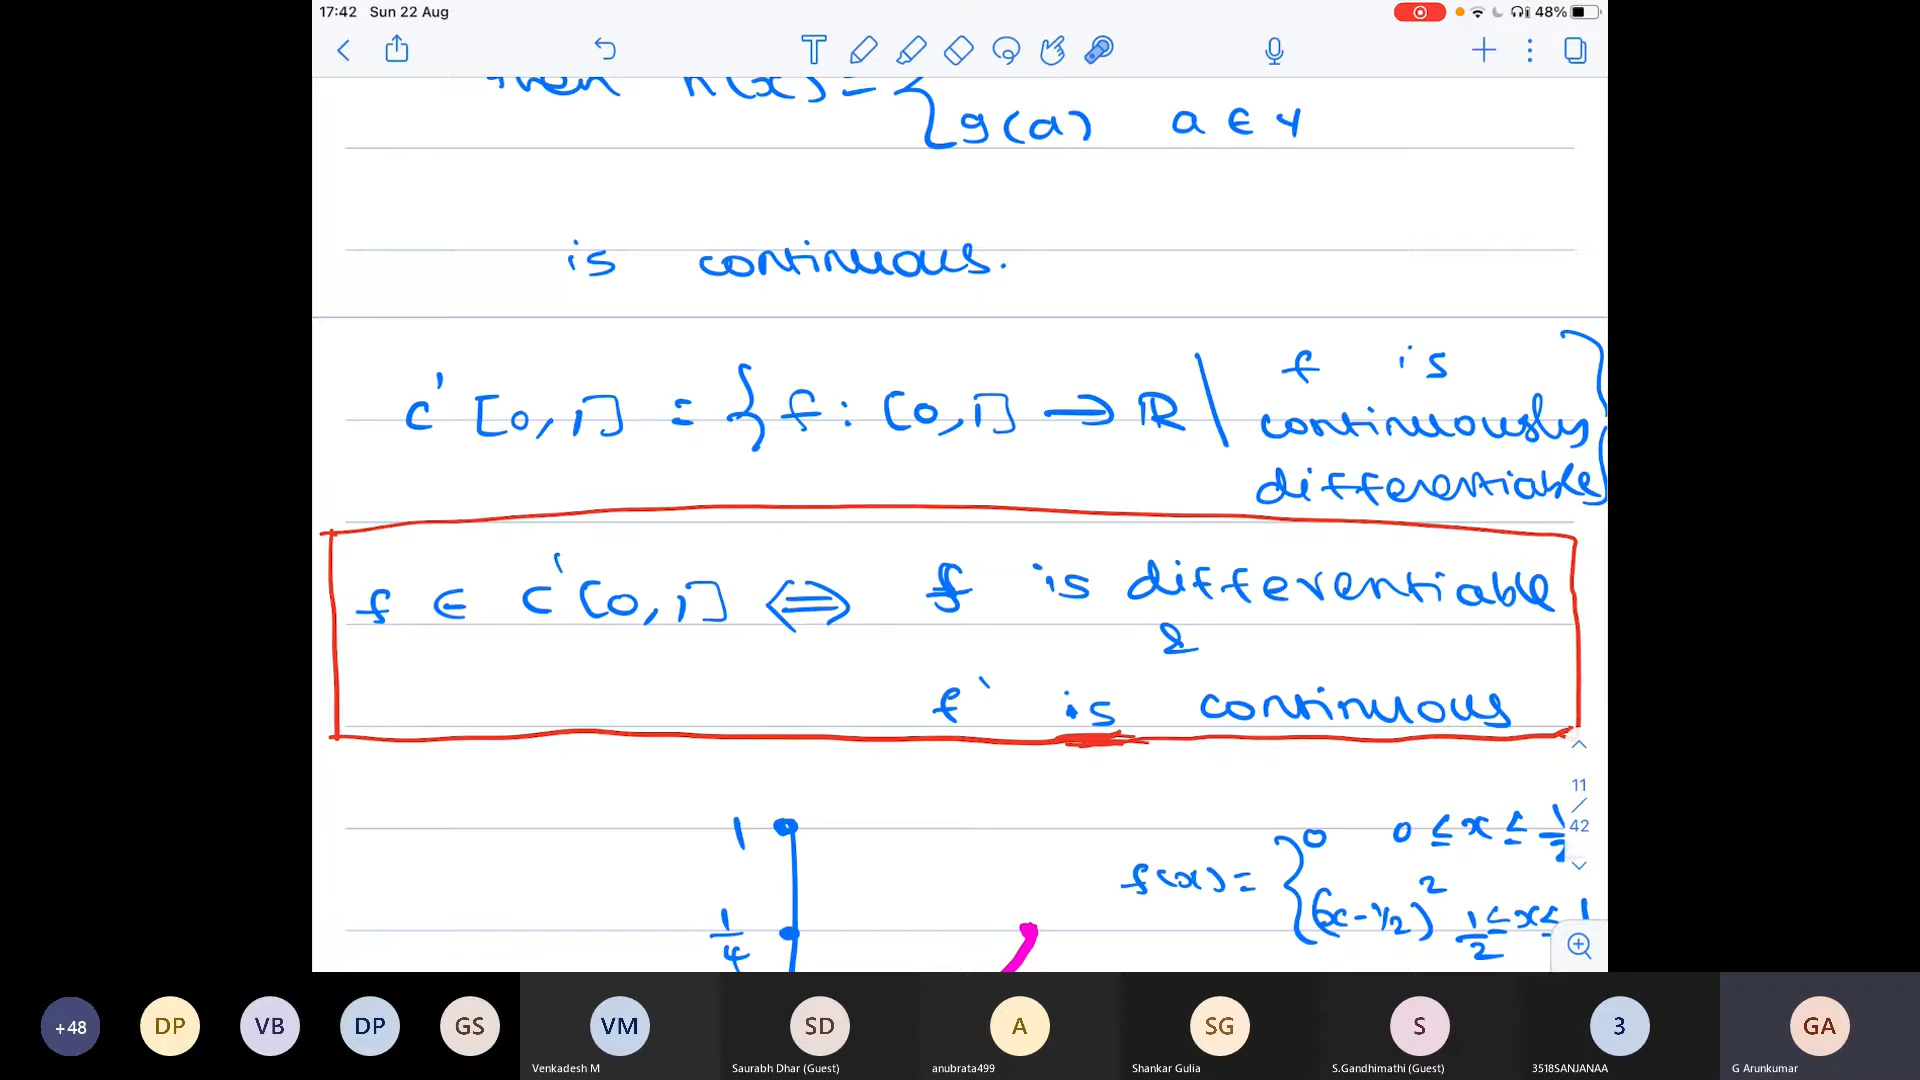 17:42 Sun 22 Aug 48%
then h(x) = {
g(a) a ∈ Y
is continuous.
C' [0,1] = { f : [0,1] → ℝ | f is continuously differentiable }
f ∈ C'[0,1] ⟺ f is differentiable
&
f' is continuous
11
/
42
1
1/4
f(x) = { 0 0 ≤ x ≤ 1/2
(x-1/2)² 1/2 ≤ x ≤ 1
+48 DP VB DP GS VM SD A SG S 3 GA
Venkadesh M Saurabh Dhar (Guest) anubrata499 Shankar Gulia S.Gandhimathi (Guest) 3518SANJANAA G Arunkumar